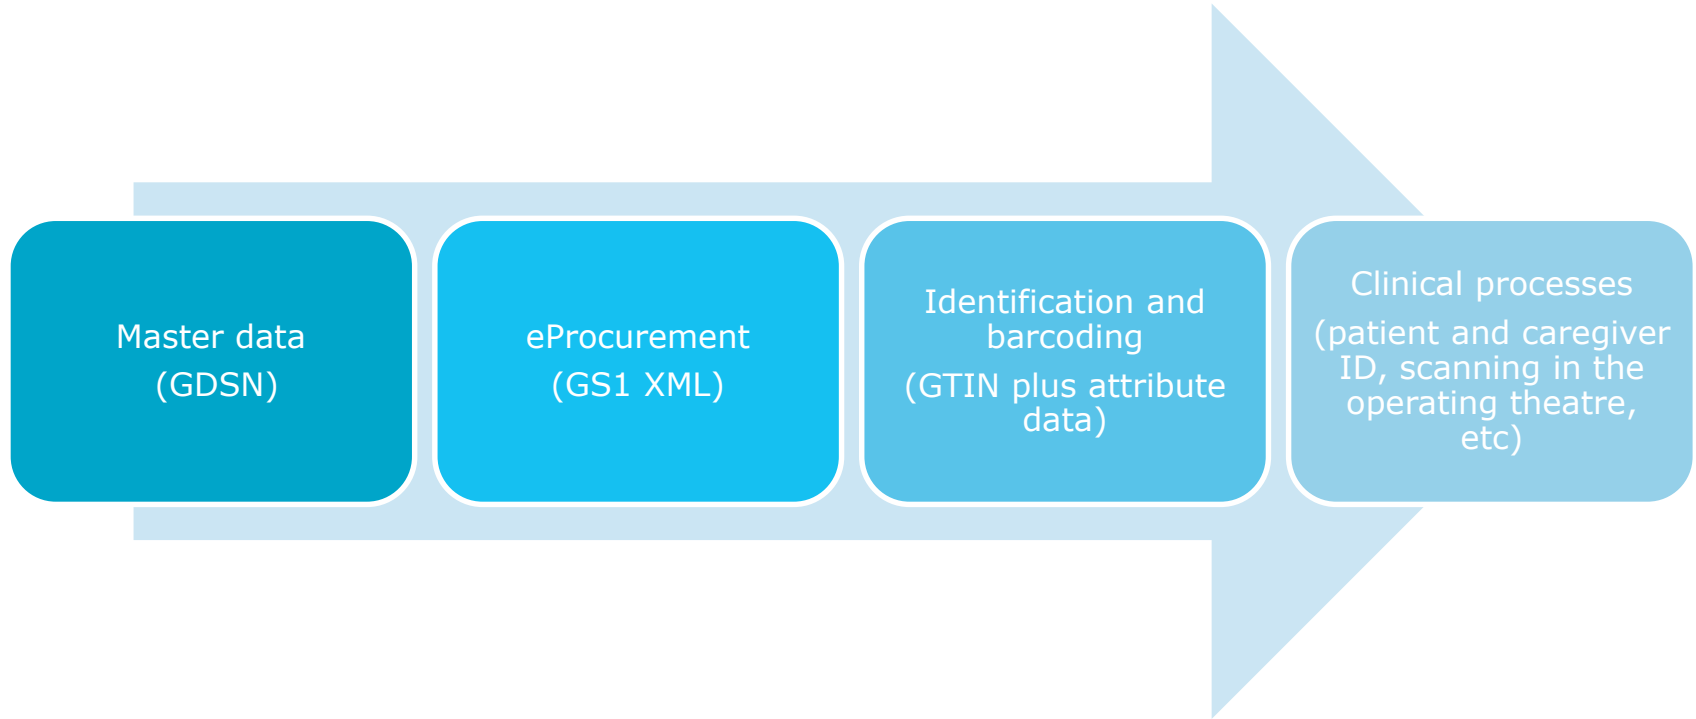 Master data
(GDSN)
eProcurement
(GS1 XML)
Identification and
barcoding
(GTIN plus attribute
data)
Clinical processes
(patient and caregiver
ID, scanning in the
operating theatre,
etc)